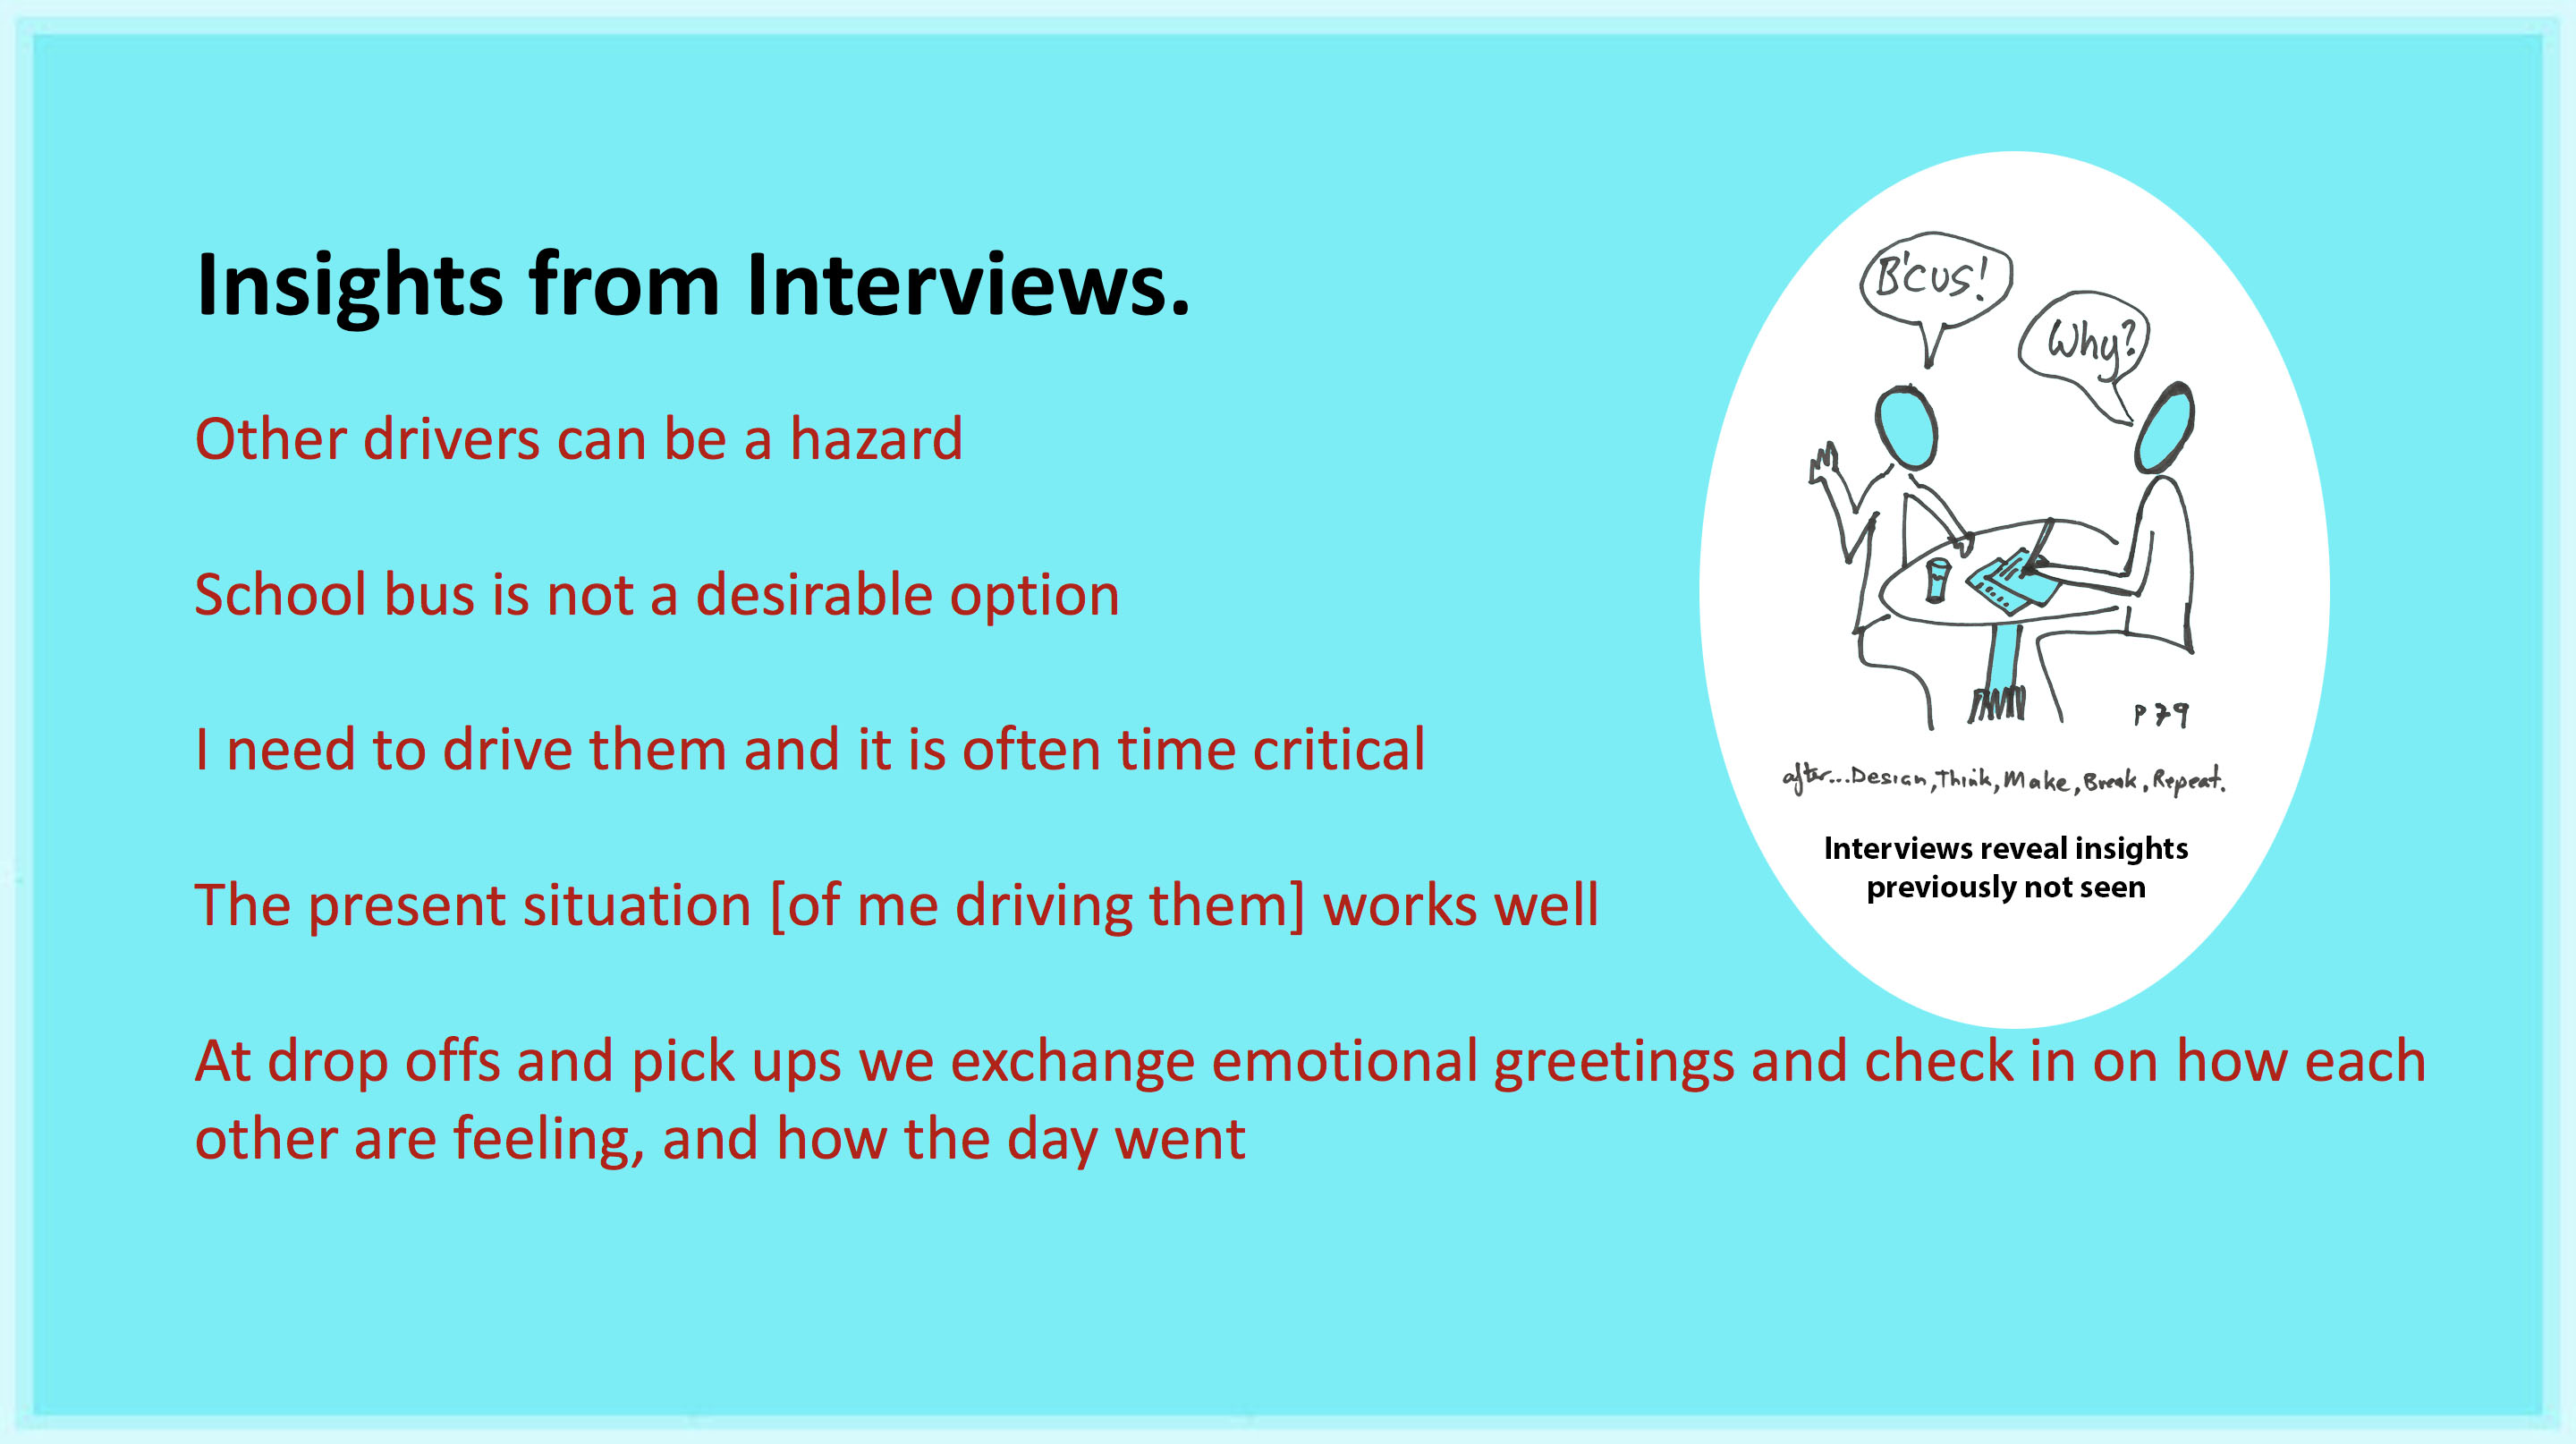 Insights from Interviews.
Other drivers can be a hazard
School bus is not a desirable option
I need to drive them and it is often time critical
The present situation [of me driving them] works well
At drop offs and pick ups we exchange emotional greetings and check in on how each
other are feeling, and how the day went
B'cus!
Why?
P79
after...Design,Think,Make,Break,Repeat.
Interviews reveal insights
previously not seen